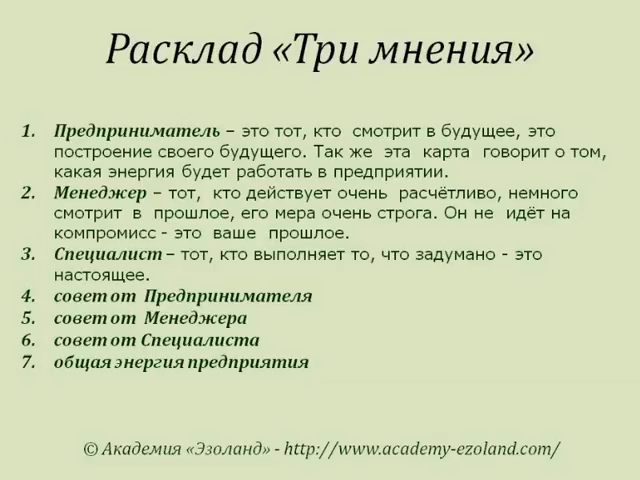 Расклад «Три мнения»
1. Предприниматель – это тот, кто смотрит в будущее, это
построение своего будущего. Так же эта карта говорит о том,
какая энергия будет работать в предприятии.
2. Менеджер – тот, кто действует очень расчётливо, немного
смотрит в прошлое, его мера очень строга. Он не идёт на
компромисс - это ваше прошлое.
3. Специалист – тот, кто выполняет то, что задумано - это
настоящее.
4. совет от Предпринимателя
5. совет от Менеджера
6. совет от Специалиста
7. общая энергия предприятия
© Академия «Эзоланд» - http://www.academy-ezoland.com/